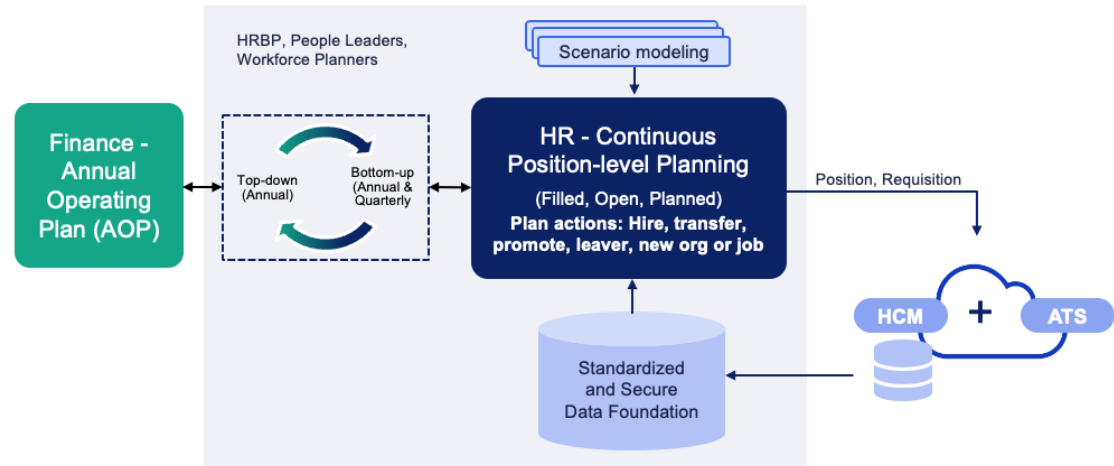 HRBP, People Leaders,
Workforce Planners
Scenario modeling
Finance -
Annual
Operating
Plan (AOP)
Top-down
(Annual)
Bottom-up
(Annual &
Quarterly
HR - Continuous
Position-level Planning
(Filled, Open, Planned)
Plan actions: Hire, transfer,
promote, leaver, new org or job
Position, Requisition
HCM
+
ATS
Standardized
and Secure
Data Foundation